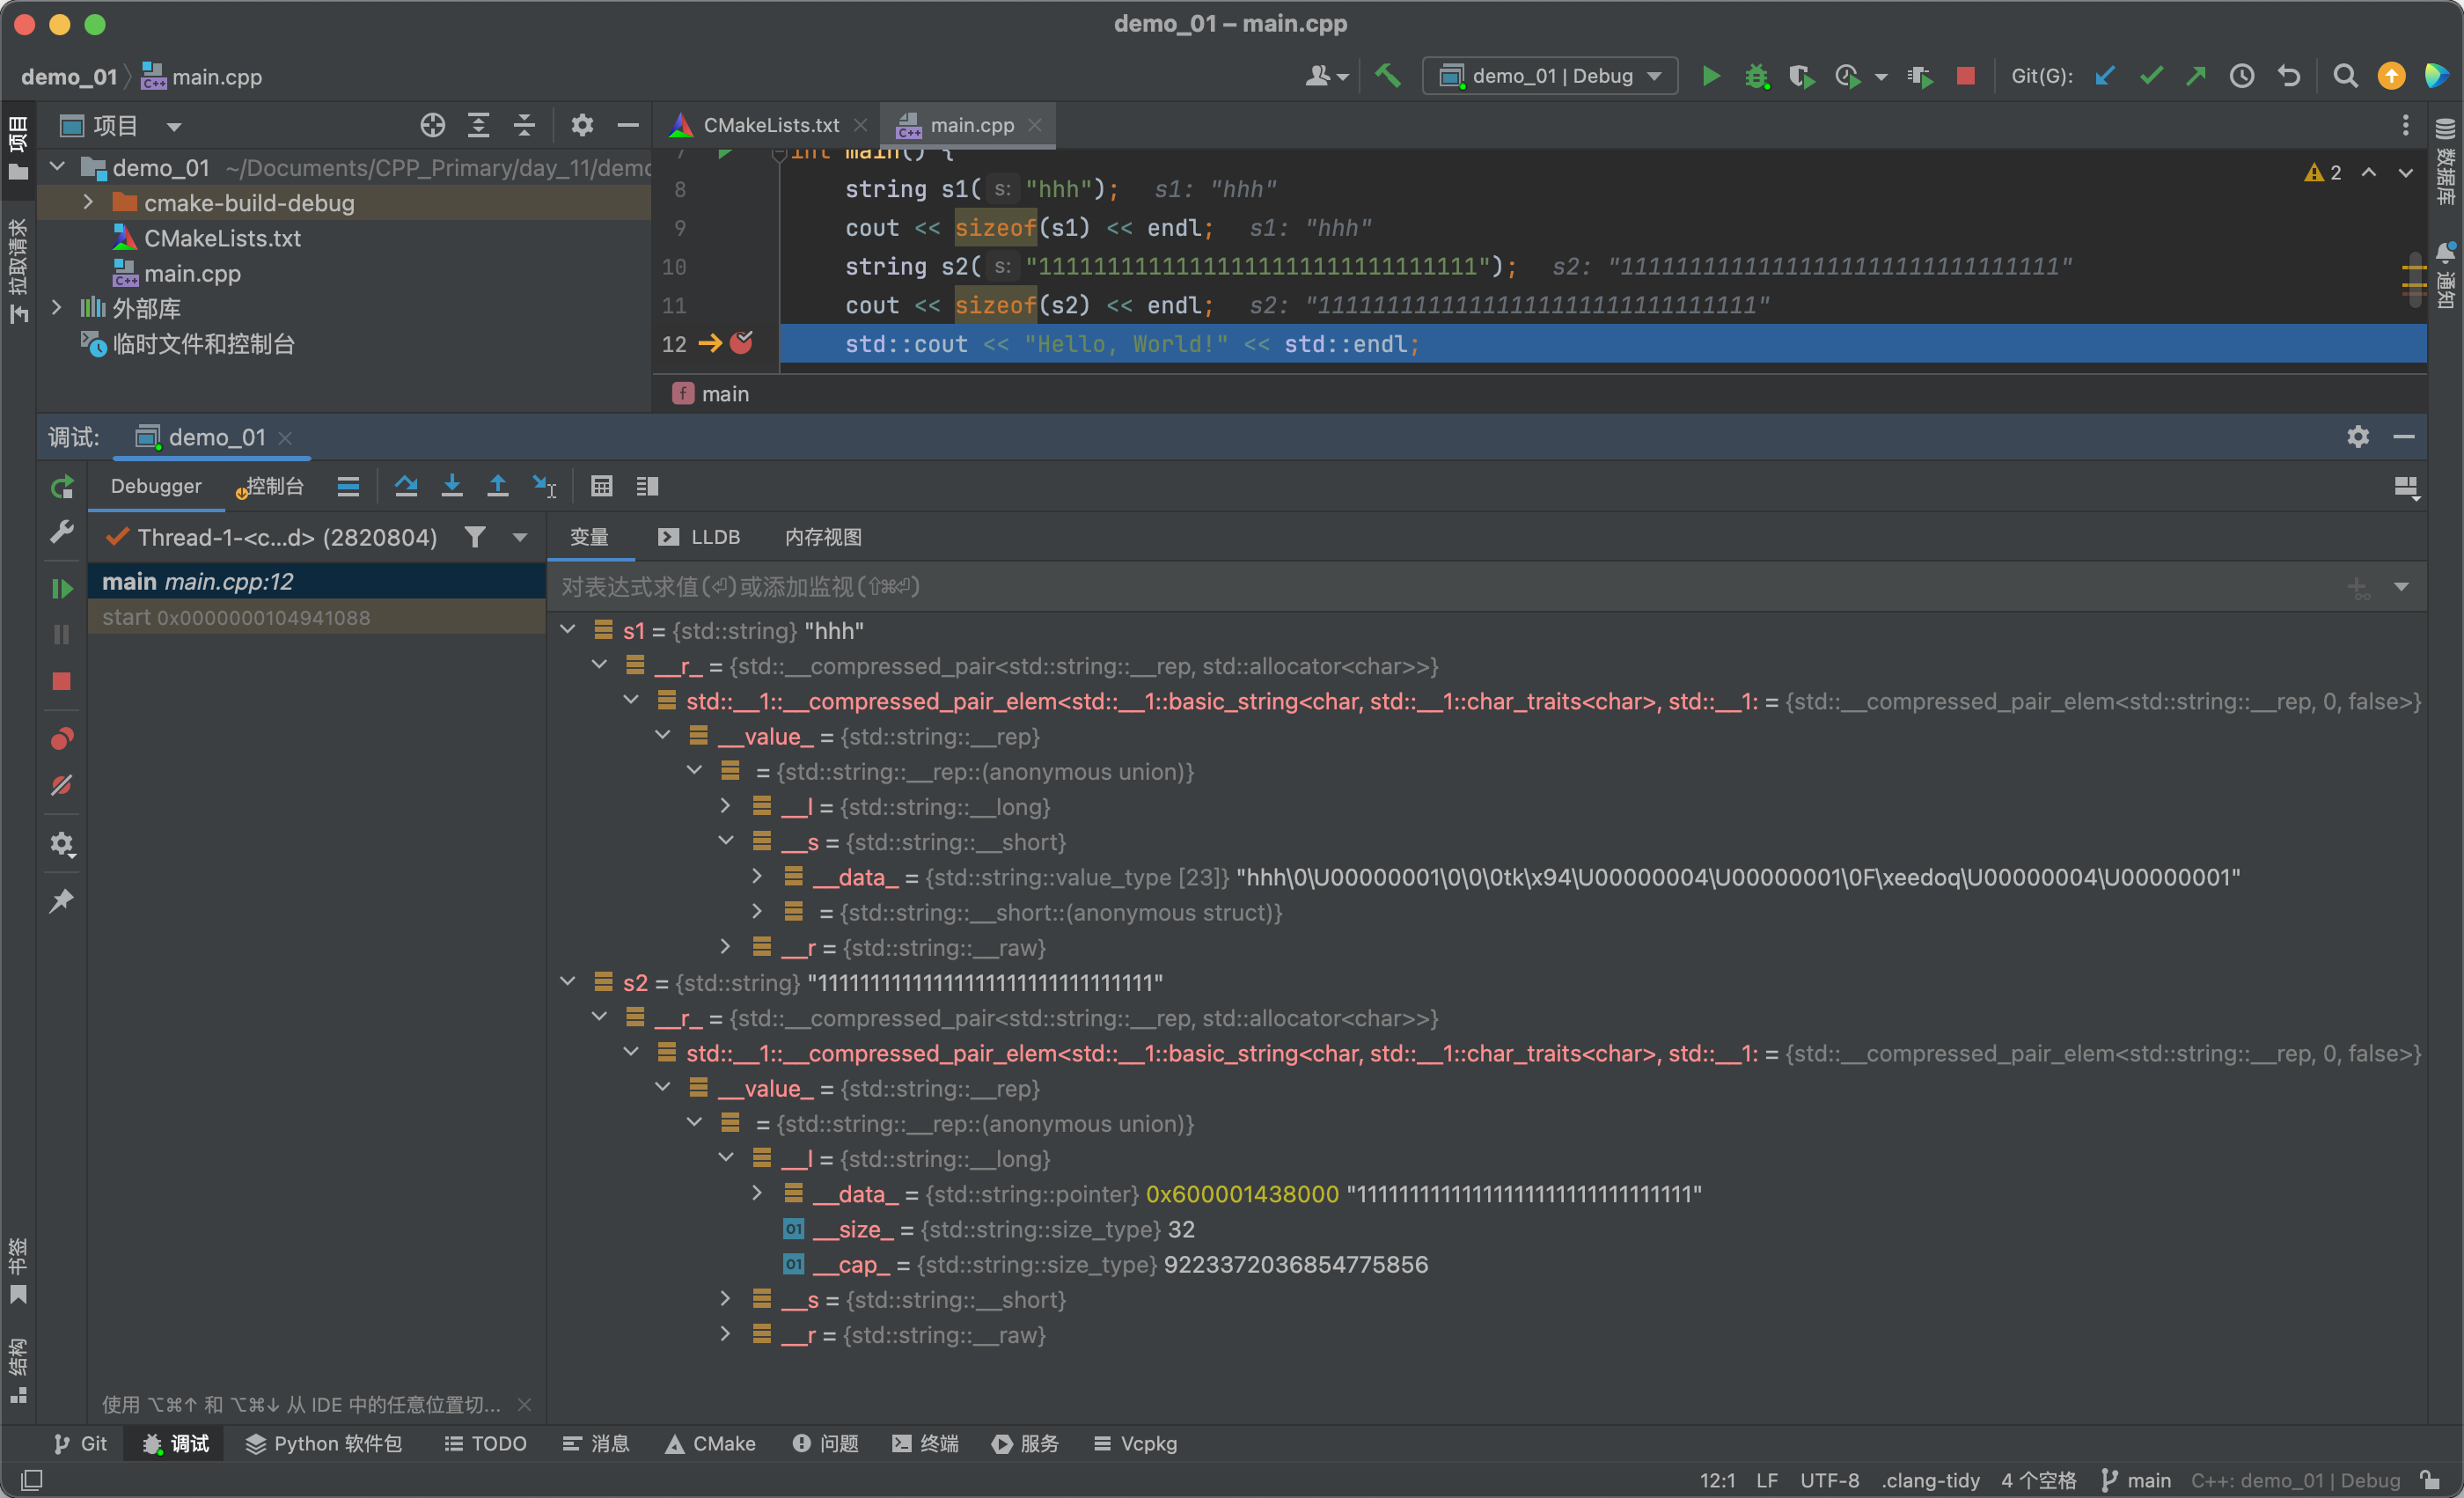 demo_01 – main.cpp
demo_01
main.cpp
demo_01 | Debug
Git(G):
项目
CMakeLists.txt
main.cpp
项目
拉取请求
书签
结构
数据库
通知
demo_01 ~/Documents/CPP_Primary/day_11/demo
cmake-build-debug
CMakeLists.txt
main.cpp
外部库
临时文件和控制台
7 int main() {
8 string s1( s: "hhh"); s1: "hhh"
9 cout << sizeof(s1) << endl; s1: "hhh"
10 string s2( s: "11111111111111111111111111111111"); s2: "11111111111111111111111111111111"
11 cout << sizeof(s2) << endl; s2: "11111111111111111111111111111111"
12 std::cout << "Hello, World!" << std::endl;
2
f main
调试: demo_01
Debugger 控制台
Thread-1-<c...d> (2820804)
main main.cpp:12
start 0x0000000104941088
变量 LLDB 内存视图
对表达式求值(⏎)或添加监视(⇧⌘⏎)
s1 = {std::string} "hhh"
__r_ = {std::__compressed_pair<std::string::__rep, std::allocator<char>>}
std::__1::__compressed_pair_elem<std::__1::basic_string<char, std::__1::char_traits<char>, std::__1: = {std::__compressed_pair_elem<std::string::__rep, 0, false>}
__value_ = {std::string::__rep}
= {std::string::__rep::(anonymous union)}
__l = {std::string::__long}
__s = {std::string::__short}
__data_ = {std::string::value_type [23]} "hhh\0\U00000001\0\0\0tk\x94\U00000004\U00000001\0F\xeedoq\U00000004\U00000001"
= {std::string::__short::(anonymous struct)}
__r = {std::string::__raw}
s2 = {std::string} "11111111111111111111111111111111"
__r_ = {std::__compressed_pair<std::string::__rep, std::allocator<char>>}
std::__1::__compressed_pair_elem<std::__1::basic_string<char, std::__1::char_traits<char>, std::__1: = {std::__compressed_pair_elem<std::string::__rep, 0, false>}
__value_ = {std::string::__rep}
= {std::string::__rep::(anonymous union)}
__l = {std::string::__long}
__data_ = {std::string::pointer} 0x600001438000 "11111111111111111111111111111111"
__size_ = {std::string::size_type} 32
__cap_ = {std::string::size_type} 9223372036854775856
__s = {std::string::__short}
__r = {std::string::__raw}
使用 ⌥⌘↑ 和 ⌥⌘↓ 从 IDE 中的任意位置切...
Git 调试 Python 软件包 TODO 消息 CMake 问题 终端 服务 Vcpkg
12:1 LF UTF-8 .clang-tidy 4 个空格 main C++: demo_01 | Debug